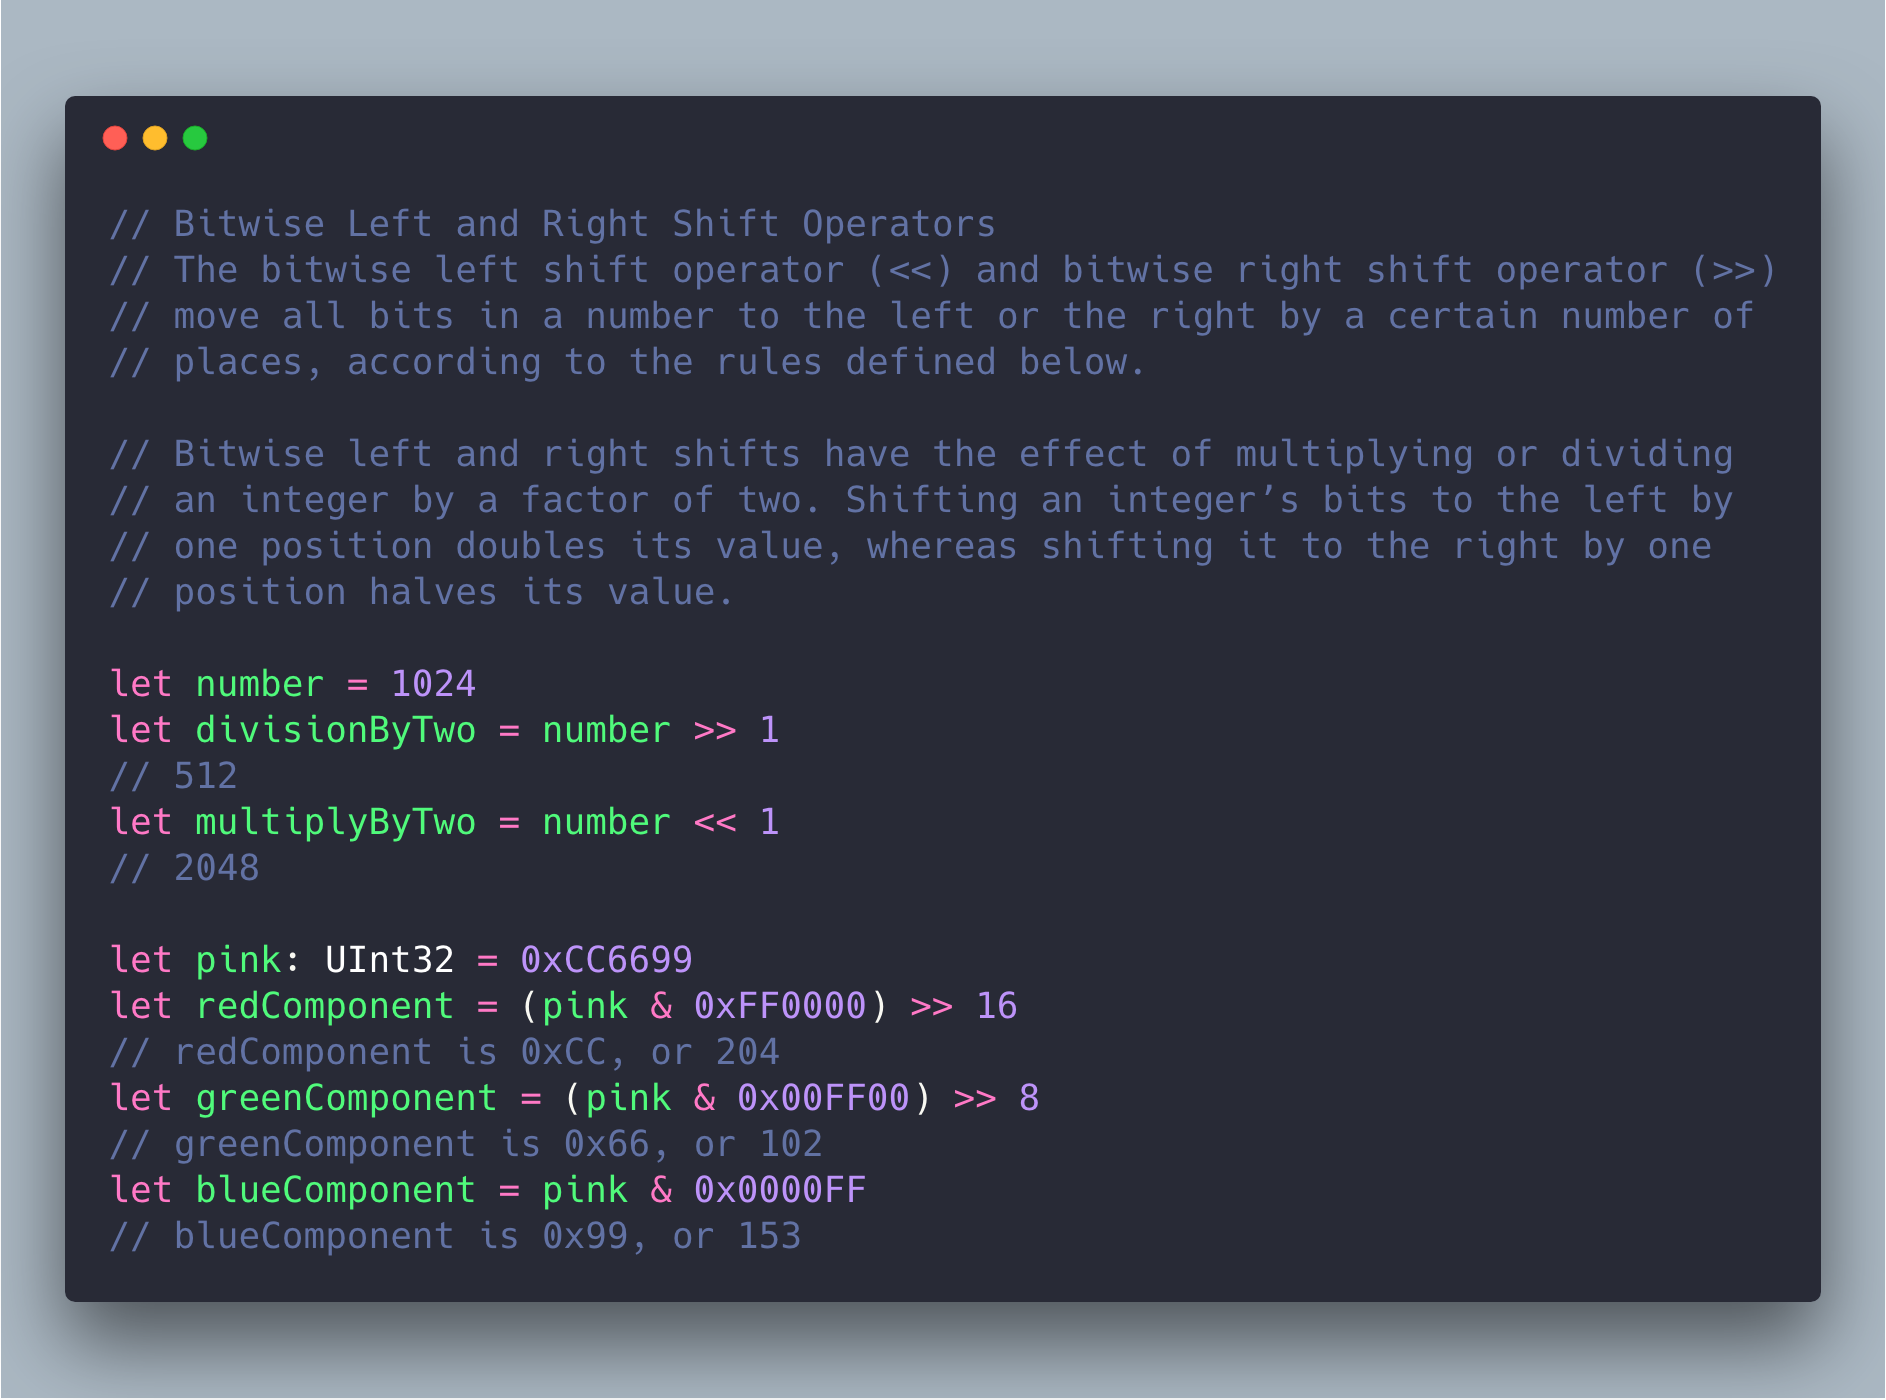 // Bitwise Left and Right Shift Operators
// The bitwise left shift operator (<<) and bitwise right shift operator (>>)
// move all bits in a number to the left or the right by a certain number of
// places, according to the rules defined below.
// Bitwise left and right shifts have the effect of multiplying or dividing
// an integer by a factor of two. Shifting an integer’s bits to the left by
// one position doubles its value, whereas shifting it to the right by one
// position halves its value.
let number = 1024
let divisionByTwo = number >> 1
// 512
let multiplyByTwo = number << 1
// 2048
let pink: UInt32 = 0xCC6699
let redComponent = (pink & 0xFF0000) >> 16
// redComponent is 0xCC, or 204
let greenComponent = (pink & 0x00FF00) >> 8
// greenComponent is 0x66, or 102
let blueComponent = pink & 0x0000FF
// blueComponent is 0x99, or 153